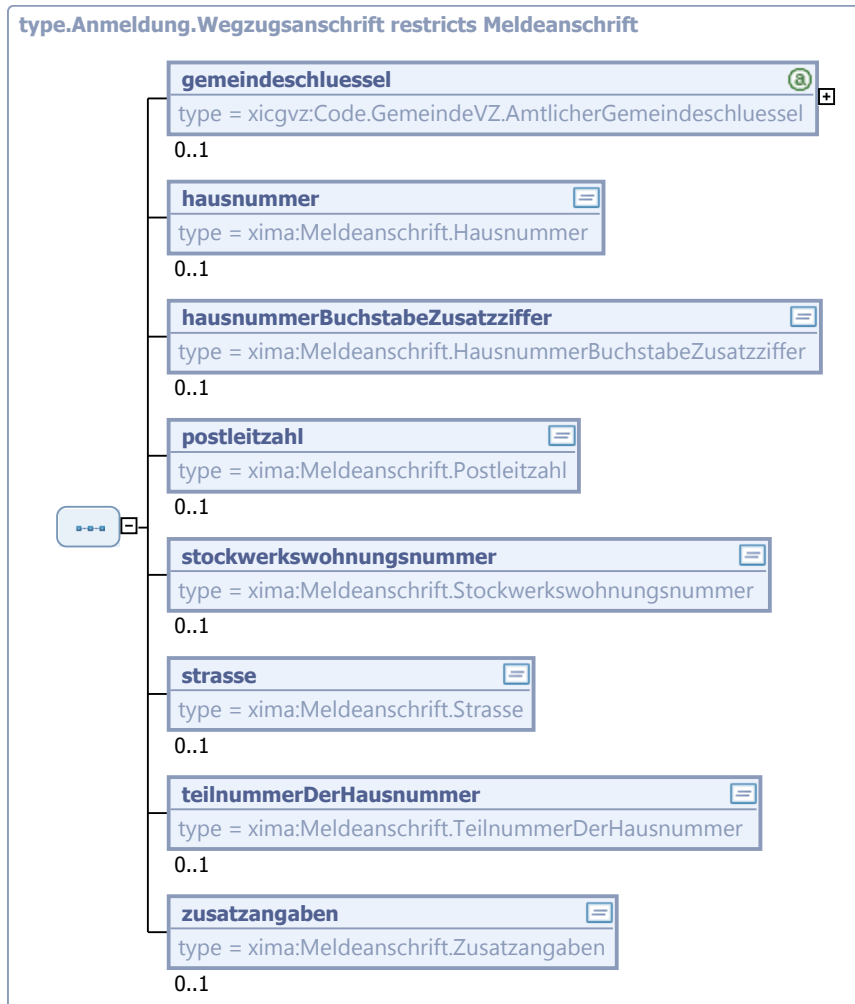 type.Anmeldung.Wegzugsanschrift restricts Meldeanschrift
gemeindeschluessel
type = xicgvz:Code.GemeindeVZ.AmtlicherGemeindeschluessel
0..1
hausnummer
type = xima:Meldeanschrift.Hausnummer
0..1
hausnummerBuchstabeZusatzziffer
type = xima:Meldeanschrift.HausnummerBuchstabeZusatzziffer
0..1
postleitzahl
type = xima:Meldeanschrift.Postleitzahl
0..1
stockwerkswohnungsnummer
type = xima:Meldeanschrift.Stockwerkswohnungsnummer
0..1
strasse
type = xima:Meldeanschrift.Strasse
0..1
teilnummerDerHausnummer
type = xima:Meldeanschrift.TeilnummerDerHausnummer
0..1
zusatzangaben
type = xima:Meldeanschrift.Zusatzangaben
0..1